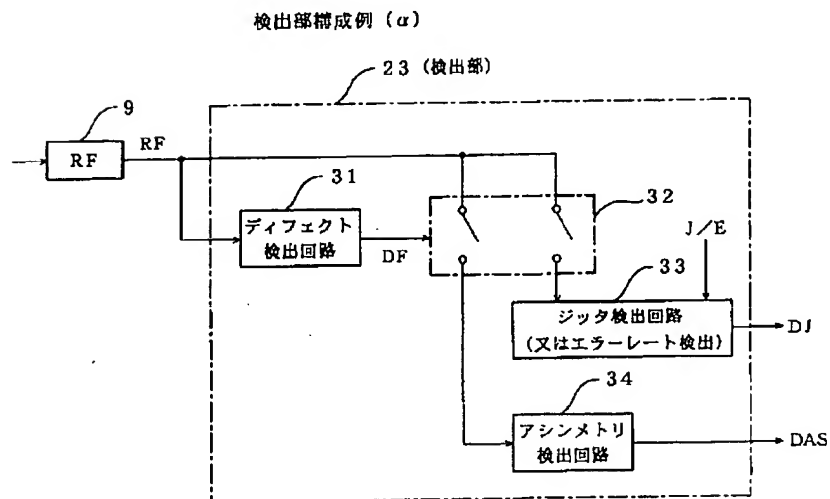 検出部構成例（α）
23（検出部）
9
RF
RF
31
ディフェクト
検出回路
DF
32
J／E
33
ジッタ検出回路
（又はエラーレート検出）
DJ
34
アシンメトリ
検出回路
DAS